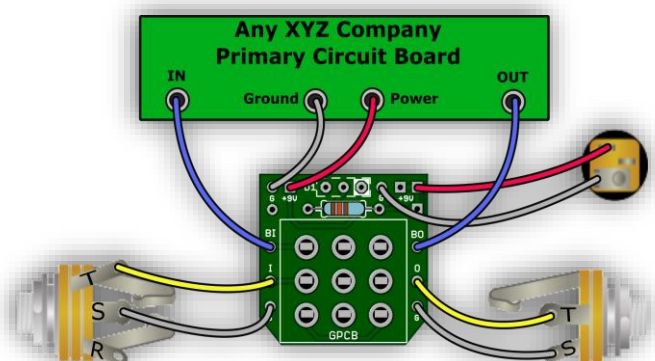 Any XYZ Company
Primary Circuit Board
IN
OUT
Ground
Power
G +9V
D1
G
+9V
BI
BO
I
O
G
GPCB
T
S
R
T
S